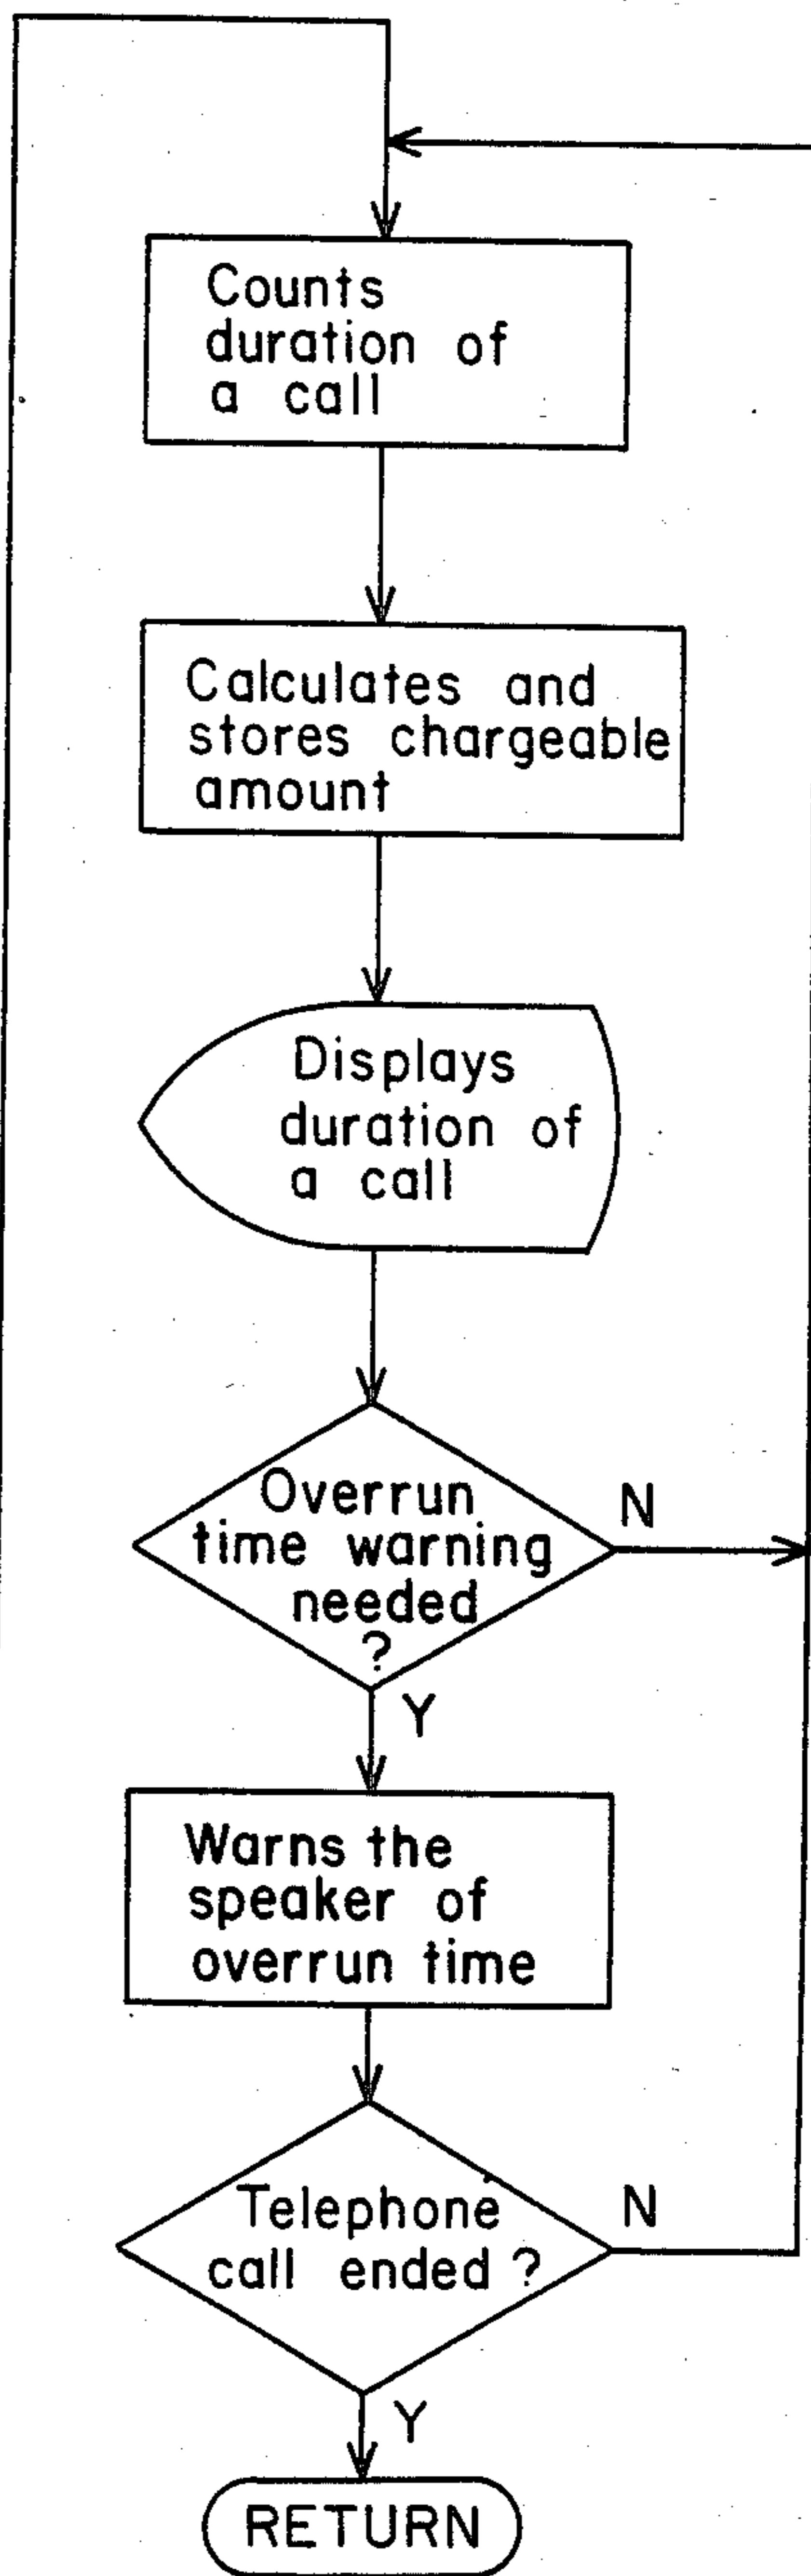 Counts
duration of
a call
Calculates and
stores chargeable
amount
Displays
duration of
a call
Overrun
time warning
needed
?
N
Y
Warns the
speaker of
overrun time
Telephone
call ended ?
N
Y
RETURN